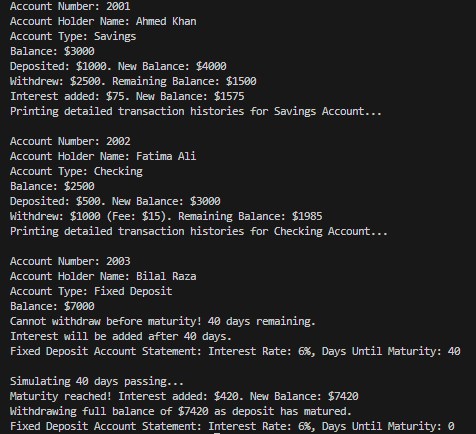 Account Number: 2001
Account Holder Name: Ahmed Khan
Account Type: Savings
Balance: $3000
Deposited: $1000. New Balance: $4000
Withdrew: $2500. Remaining Balance: $1500
Interest added: $75. New Balance: $1575
Printing detailed transaction histories for Savings Account...

Account Number: 2002
Account Holder Name: Fatima Ali
Account Type: Checking
Balance: $2500
Deposited: $500. New Balance: $3000
Withdrew: $1000 (Fee: $15). Remaining Balance: $1985
Printing detailed transaction histories for Checking Account...

Account Number: 2003
Account Holder Name: Bilal Raza
Account Type: Fixed Deposit
Balance: $7000
Cannot withdraw before maturity! 40 days remaining.
Interest will be added after 40 days.
Fixed Deposit Account Statement: Interest Rate: 6%, Days Until Maturity: 40

Simulating 40 days passing...
Maturity reached! Interest added: $420. New Balance: $7420
Withdrawing full balance of $7420 as deposit has matured.
Fixed Deposit Account Statement: Interest Rate: 6%, Days Until Maturity: 0